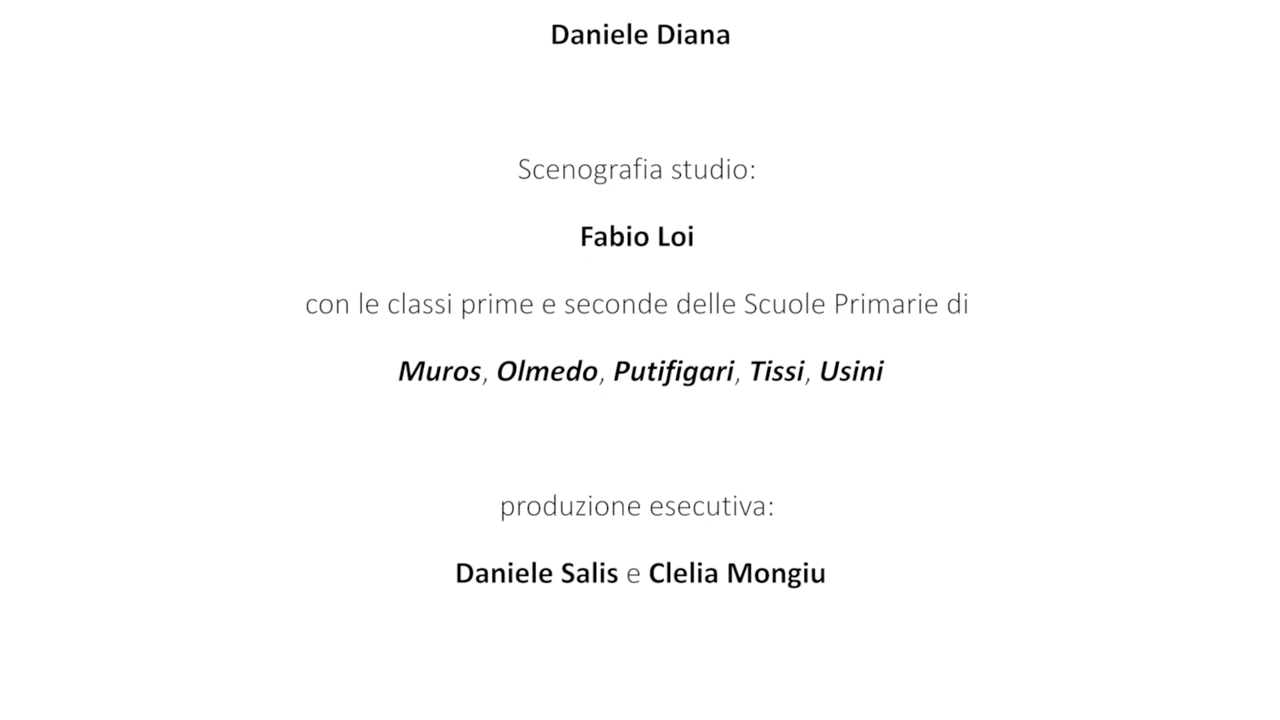 Daniele Diana
Scenografia studio:
Fabio Loi
con le classi prime e seconde delle Scuole Primarie di
Muros, Olmedo, Putifigari, Tissi, Usini
produzione esecutiva:
Daniele Salis e Clelia Mongiu